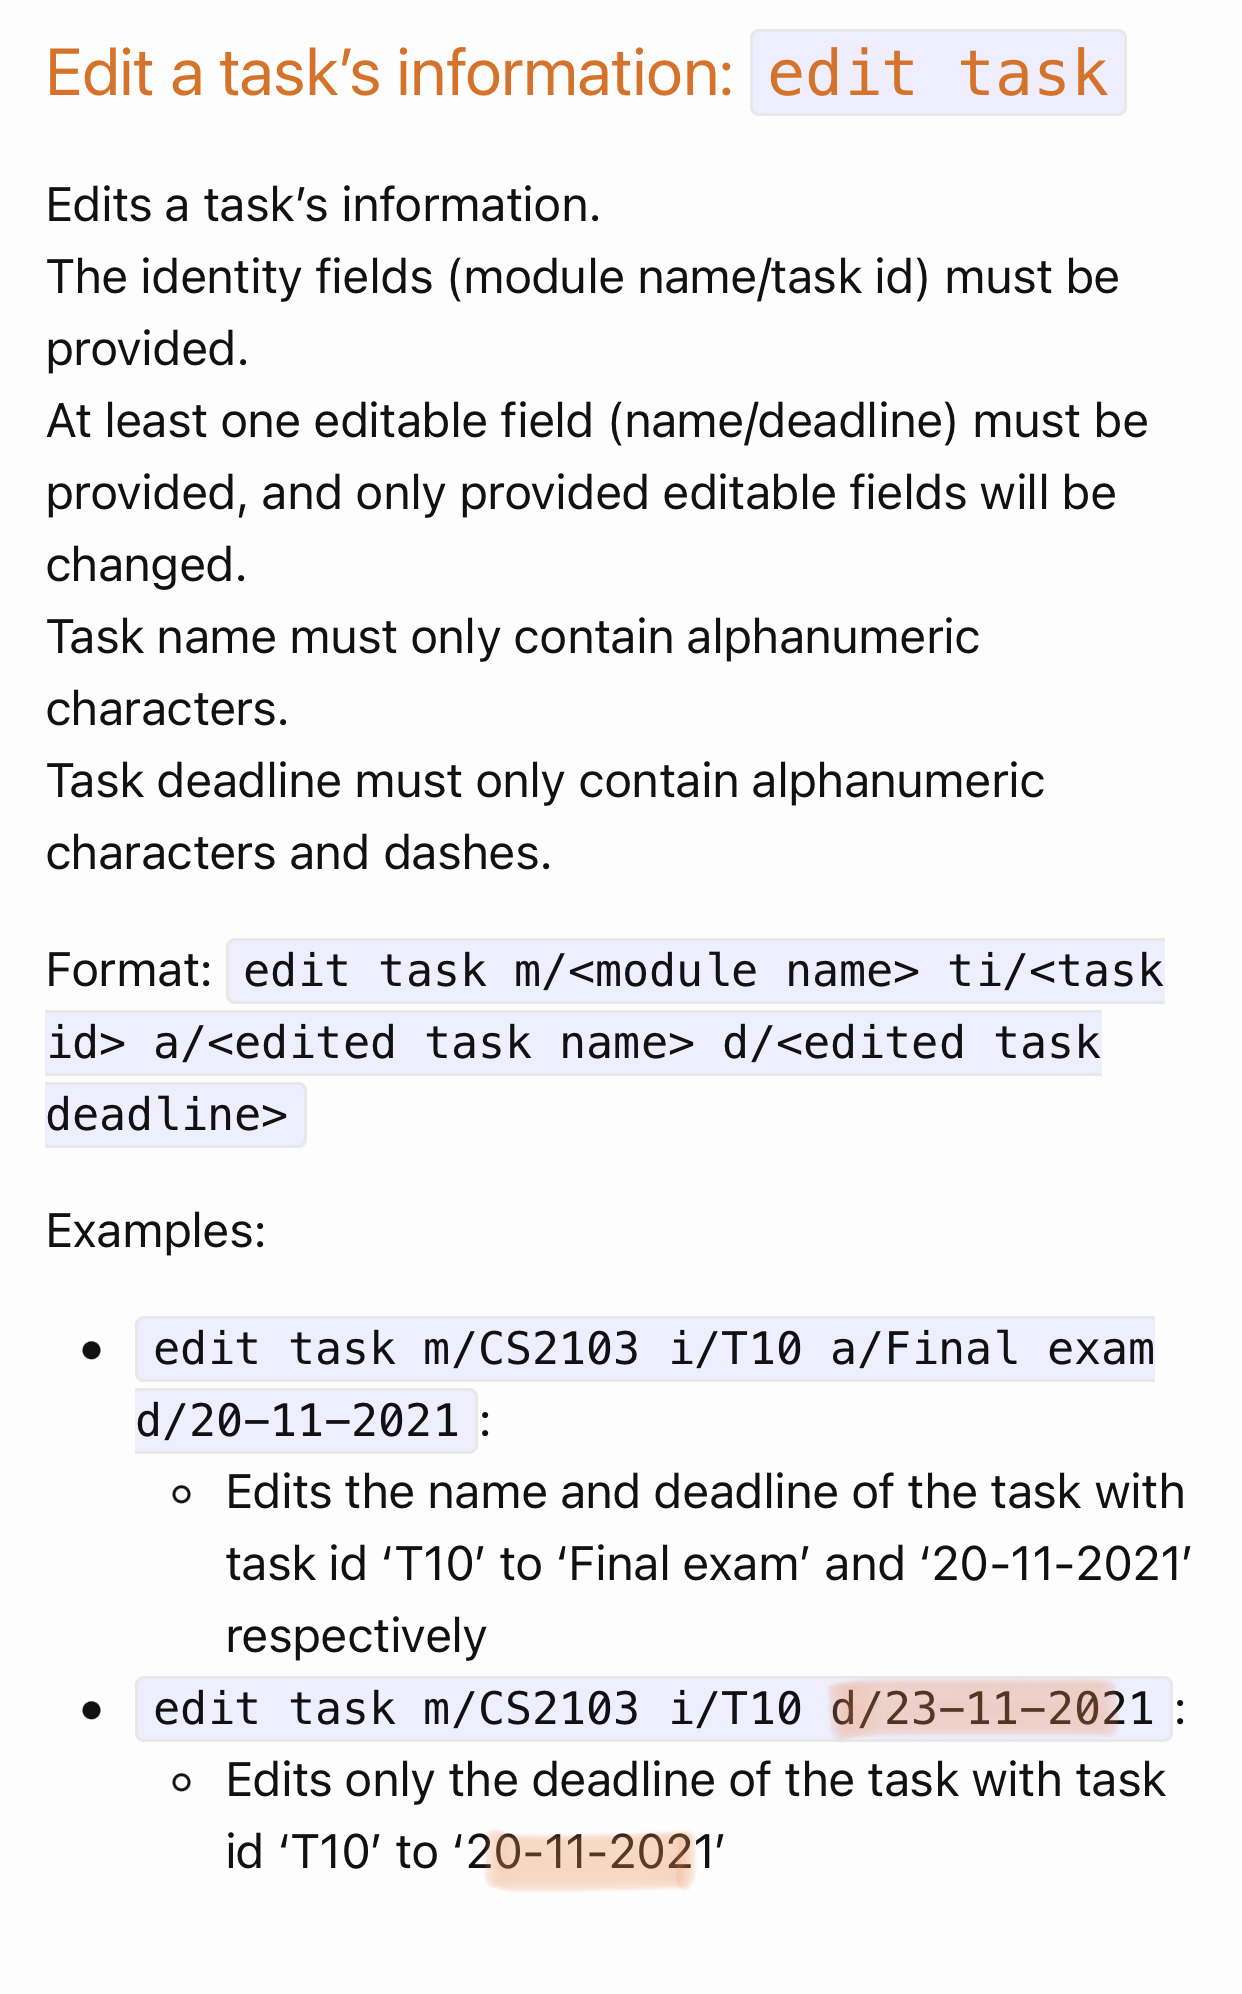 Edit a task’s information: edit task
Edits a task’s information.
The identity fields (module name/task id) must be
provided.
At least one editable field (name/deadline) must be
provided, and only provided editable fields will be
changed.
Task name must only contain alphanumeric
characters.
Task deadline must only contain alphanumeric
characters and dashes.
Format: edit task m/<module name> ti/<task
id> a/<edited task name> d/<edited task
deadline>
Examples:
• edit task m/CS2103 i/T10 a/Final exam
d/20-11-2021 :
◦ Edits the name and deadline of the task with
task id ‘T10’ to ‘Final exam’ and ‘20-11-2021’
respectively
• edit task m/CS2103 i/T10 d/23-11-2021 :
◦ Edits only the deadline of the task with task
id ‘T10’ to ‘20-11-2021’